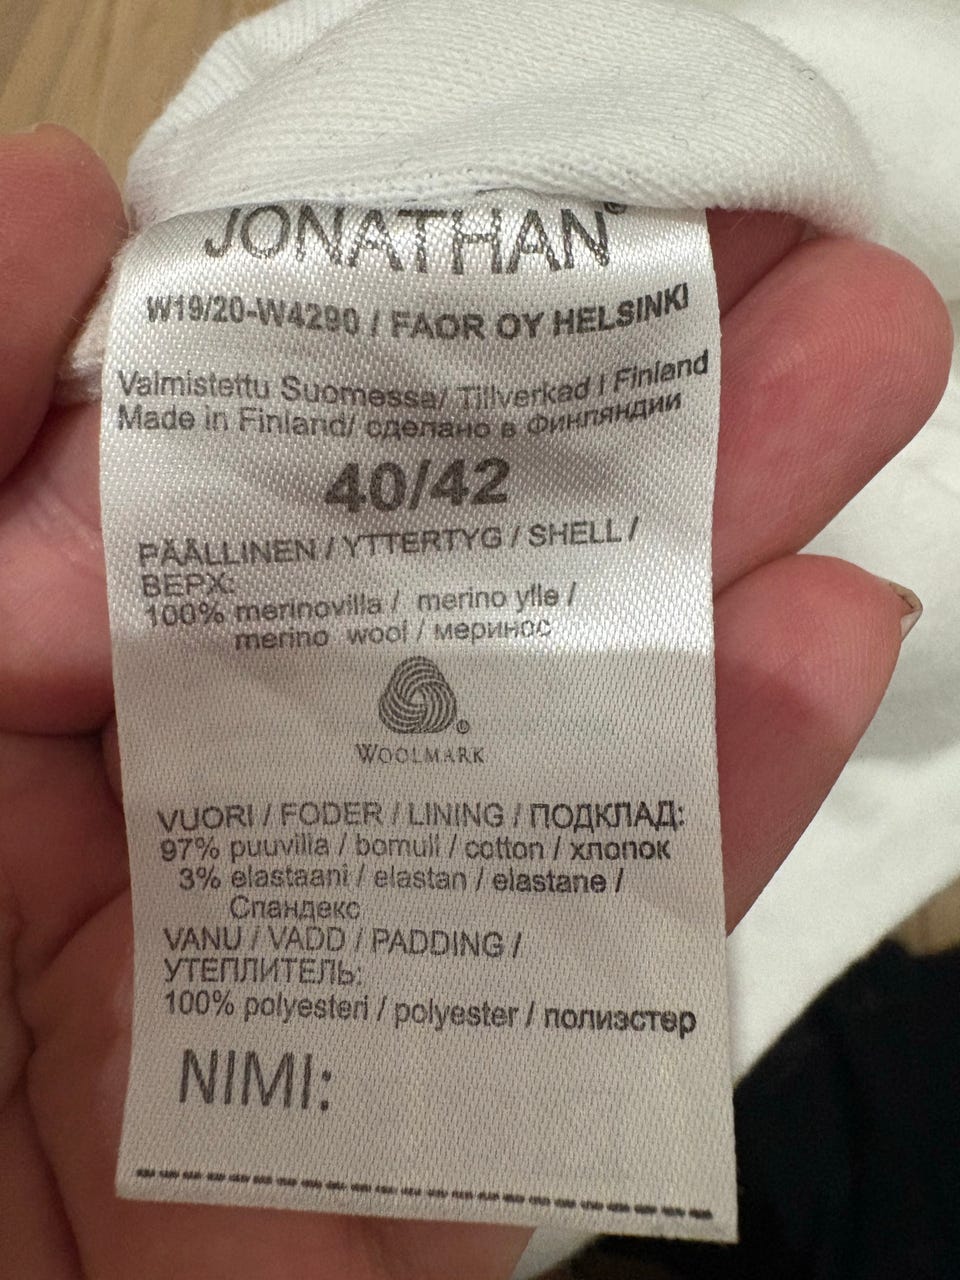 JONATHAN®
W19/20-W4290 / FAOR OY HELSINKI
Valmistettu Suomessa/ Tillverkad i Finland
Made in Finland/ сделано в Финляндии
40/42
PÄÄLLINEN / YTTERTYG / SHELL /
ВЕРХ:
100% merinovilla / merino ylle /
merino wool / меринос
®
WOOLMARK
VUORI / FODER / LINING / ПОДКЛАД:
97% puuvilla / bomull / cotton / хлопок
3% elastaani / elastan / elastane /
Спандекс
VANU / VADD / PADDING /
УТЕПЛИТЕЛЬ:
100% polyesteri / polyester / полиэстер
NIMI: